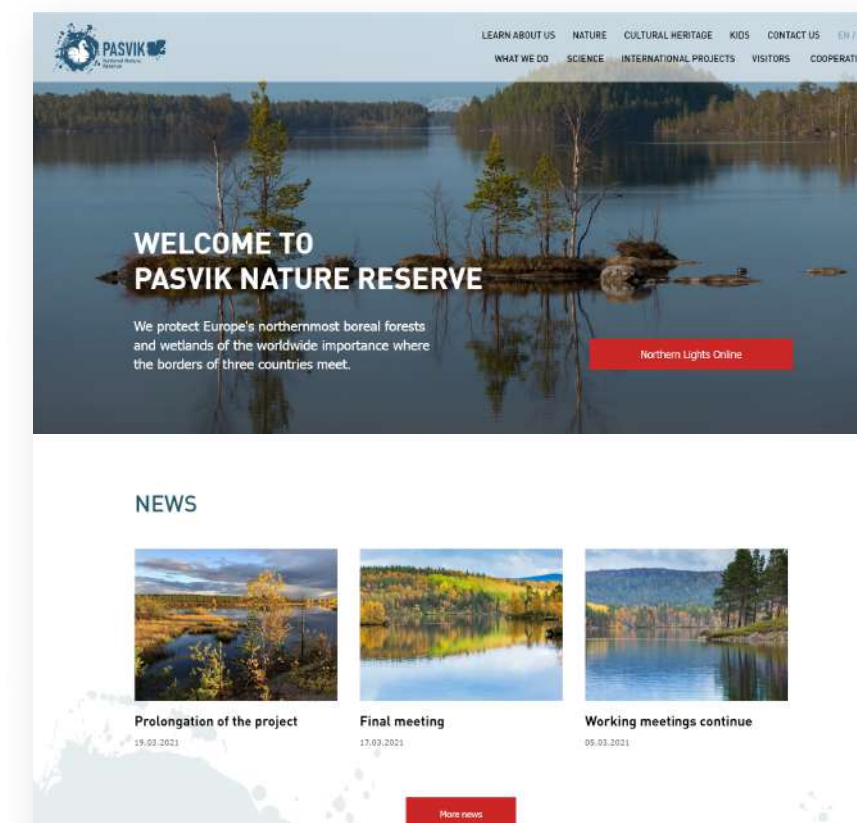 PASVIK
LEARN ABOUT US NATURE CULTURAL HERITAGE KIDS CONTACT US EN /
WHAT WE DO SCIENCE INTERNATIONAL PROJECTS VISITORS COOPERATI
WELCOME TO
PASVIK NATURE RESERVE
We protect Europe's northernmost boreal forests
and wetlands of the worldwide importance where
the borders of three countries meet.
Northern Lights Online
NEWS
Prolongation of the project
19.03.2021
Final meeting
17.03.2021
Working meetings continue
05.03.2021
More news